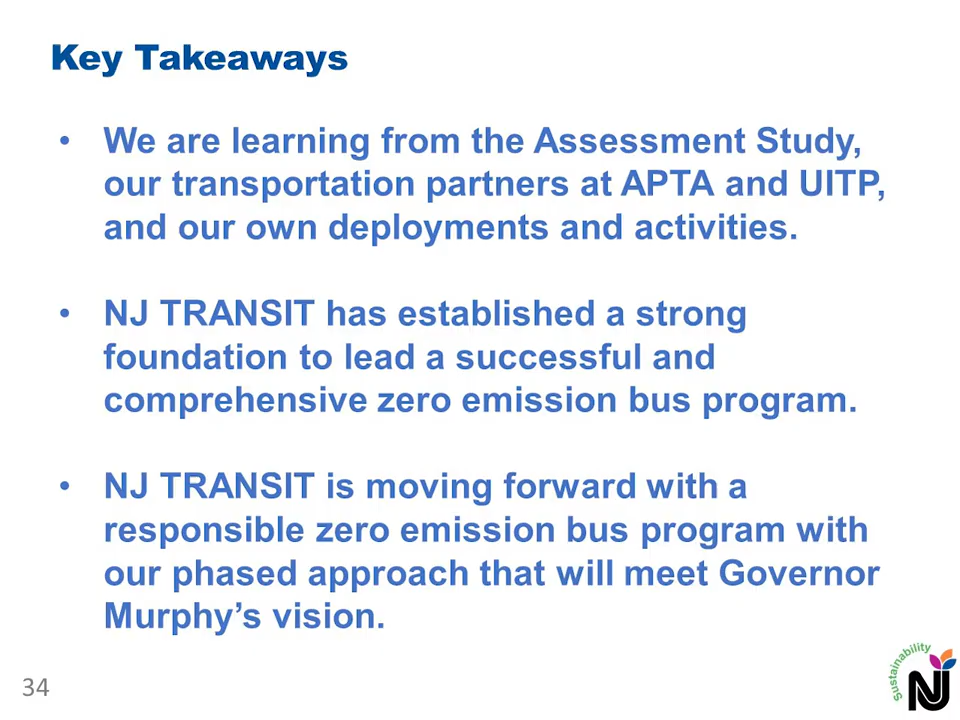 Key Takeaways
• We are learning from the Assessment Study,
our transportation partners at APTA and UITP,
and our own deployments and activities.
• NJ TRANSIT has established a strong
foundation to lead a successful and
comprehensive zero emission bus program.
• NJ TRANSIT is moving forward with a
responsible zero emission bus program with
our phased approach that will meet Governor
Murphy’s vision.
34
Sustainability
NJ